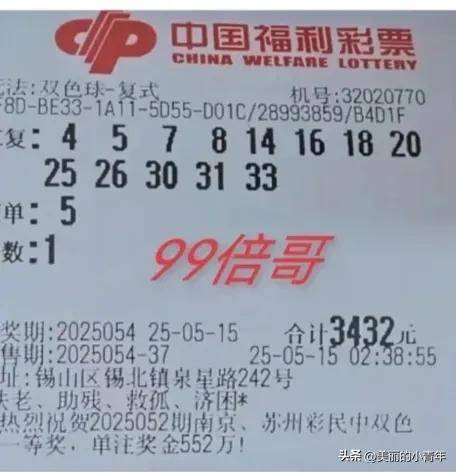 中国福利彩票
CHINA WELFARE LOTTERY
法:双色球-复式 机号:32020770
F8D-BE33-1A11-5D55-D01C/28993859/B4D1F
复:4 5 7 8 14 16 18 20
25 26 30 31 33
单:5
数:1
99倍哥
奖期:2025054 25-05-15 合计3432元
售期:2025054-37 25-05-15 02:38:55
址:锡山区锡北镇泉星路242号
扶老、助残、救孤、济困*
热烈祝贺2025052期南京、苏州彩民中双色
一等奖,单注奖金552万!
头条 @美丽的小青年